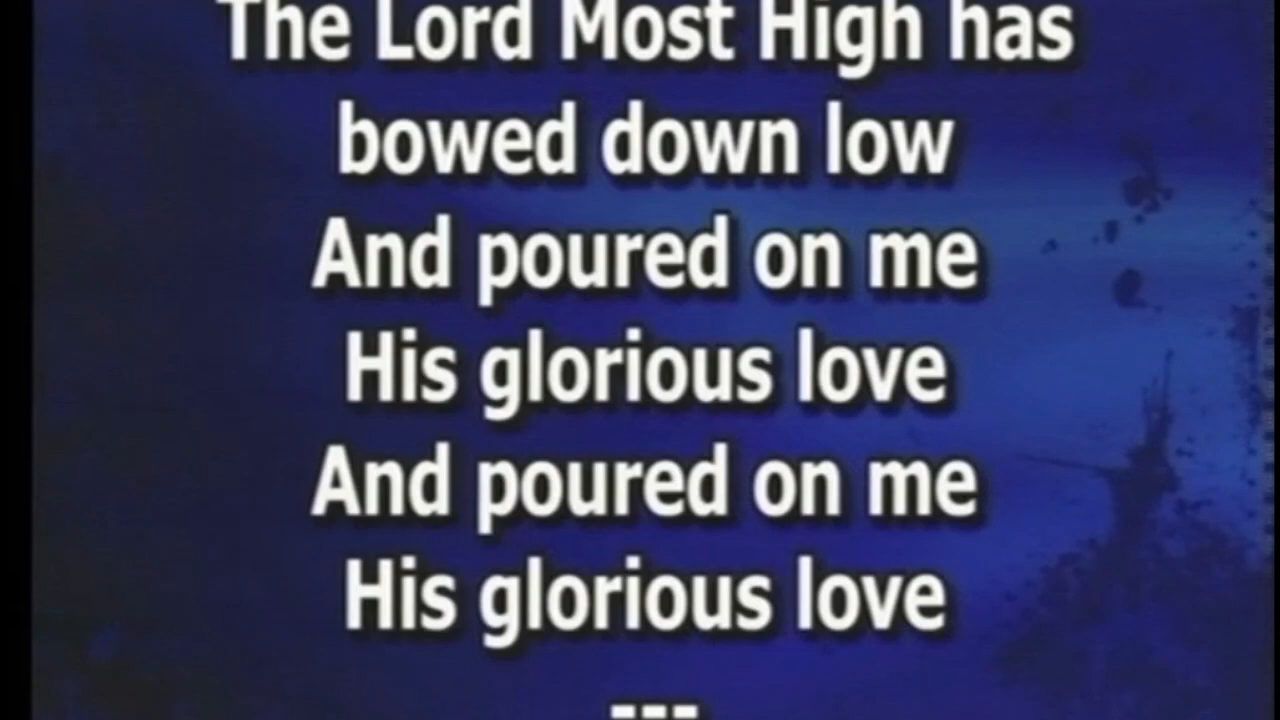 The Lord Most High has
bowed down low
And poured on me
His glorious love
And poured on me
His glorious love
---